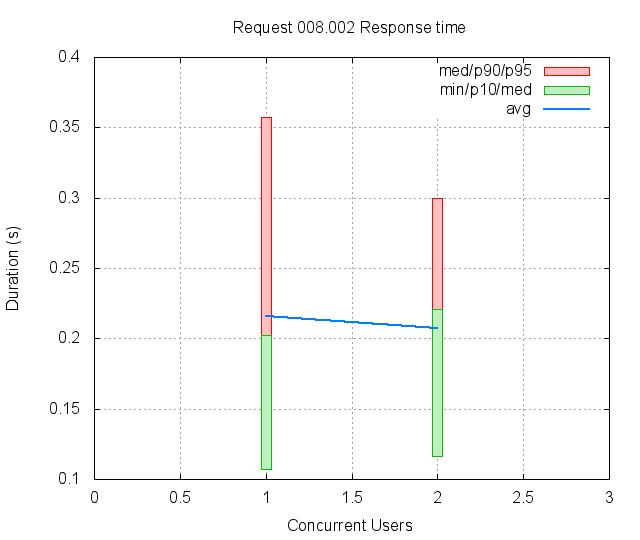 Request 008.002 Response time
med/p90/p95
min/p10/med
avg
0.4
0.35
0.3
0.25
0.2
0.15
0.1
Duration (s)
0 0.5 1 1.5 2 2.5 3
Concurrent Users